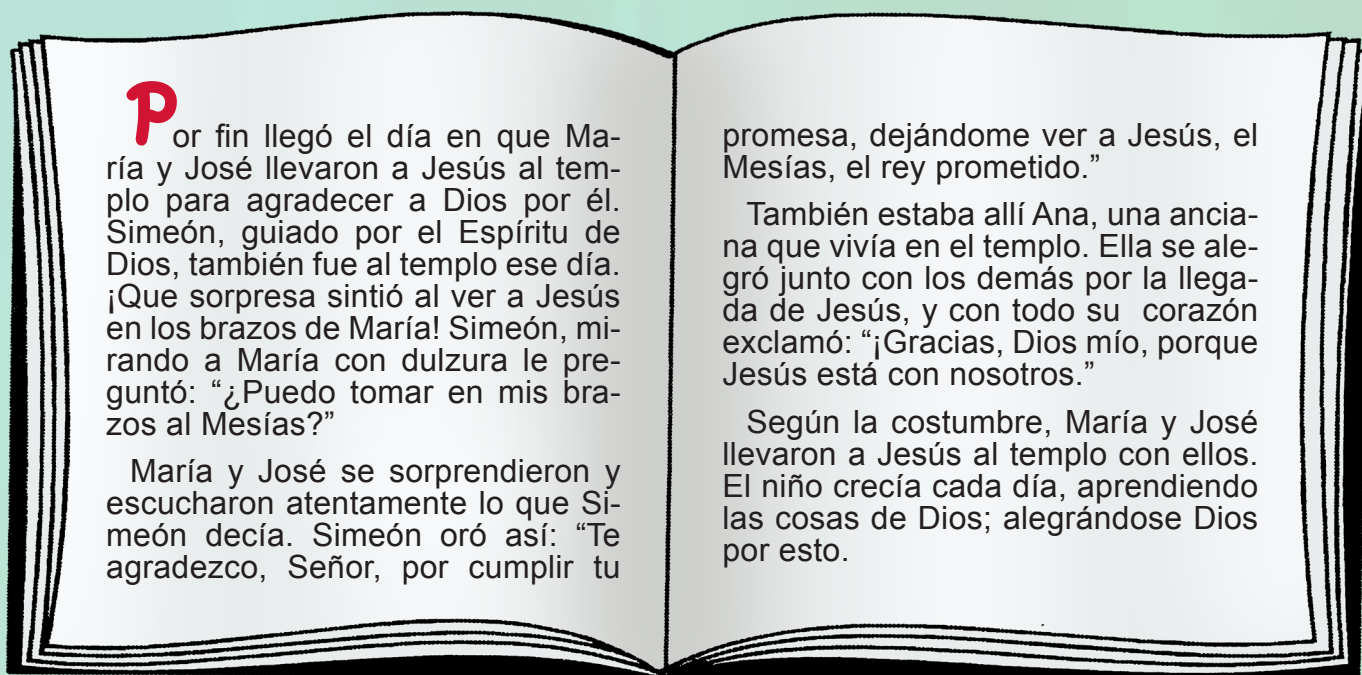 Por fin llegó el día en que Ma-
ría y José llevaron a Jesús al tem-
plo para agradecer a Dios por él.
Simeón, guiado por el Espíritu de
Dios, también fue al templo ese día.
¡Que sorpresa sintió al ver a Jesús
en los brazos de María! Simeón, mi-
rando a María con dulzura le pre-
guntó: “¿Puedo tomar en mis bra-
zos al Mesías?”
María y José se sorprendieron y
escucharon atentamente lo que Si-
meón decía. Simeón oró así: “Te
agradezco, Señor, por cumplir tu
promesa, dejándome ver a Jesús, el
Mesías, el rey prometido.”
También estaba allí Ana, una ancia-
na que vivía en el templo. Ella se ale-
gró junto con los demás por la llega-
da de Jesús, y con todo su corazón
exclamó: “¡Gracias, Dios mío, porque
Jesús está con nosotros.”
Según la costumbre, María y José
llevaron a Jesús al templo con ellos.
El niño crecía cada día, aprendiendo
las cosas de Dios; alegrándose Dios
por esto.